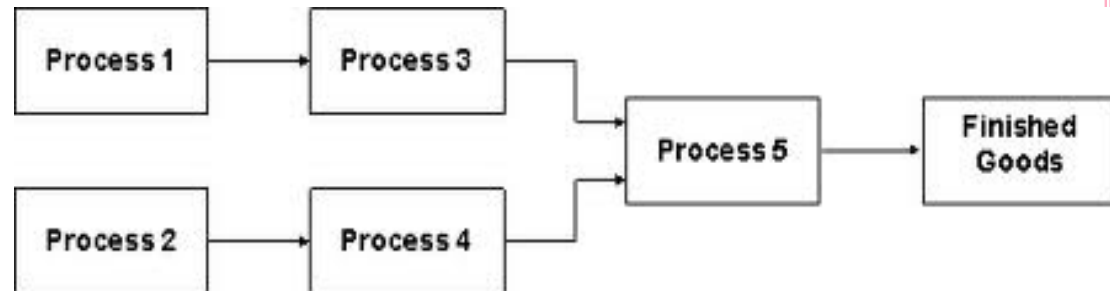 Process 1
Process 3
Process 5
Finished
Goods
Process 2
Process 4